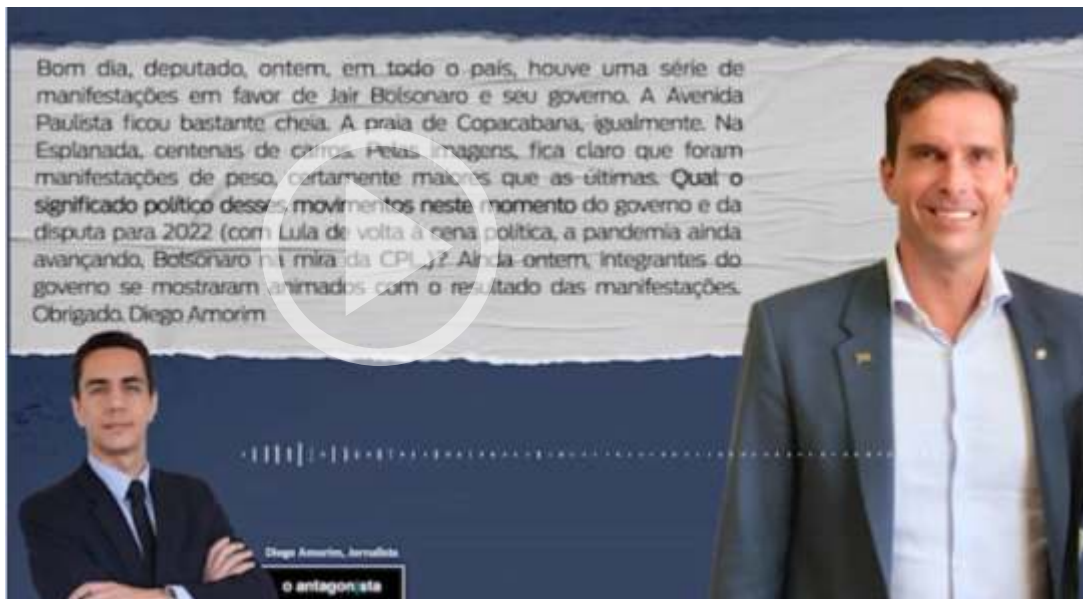 Bom dia, deputado, ontem, em todo o país, houve uma série de
manifestações em favor de Jair Bolsonaro e seu governo. A Avenida
Paulista ficou bastante cheia. A praia de Copacabana, igualmente. Na
Esplanada, centenas de carros. Pelas imagens, fica claro que foram
manifestações de peso, certamente maiores que as últimas. Qual o
significado político desses movimentos neste momento do governo e da
disputa para 2022 (com Lula de volta à cena política, a pandemia ainda
avançando, Bolsonaro na mira da CPI...)? Ainda ontem, integrantes do
governo se mostraram animados com o resultado das manifestações.
Obrigado. Diego Amorim
Diego Amorim, Jornalista
o antagonista